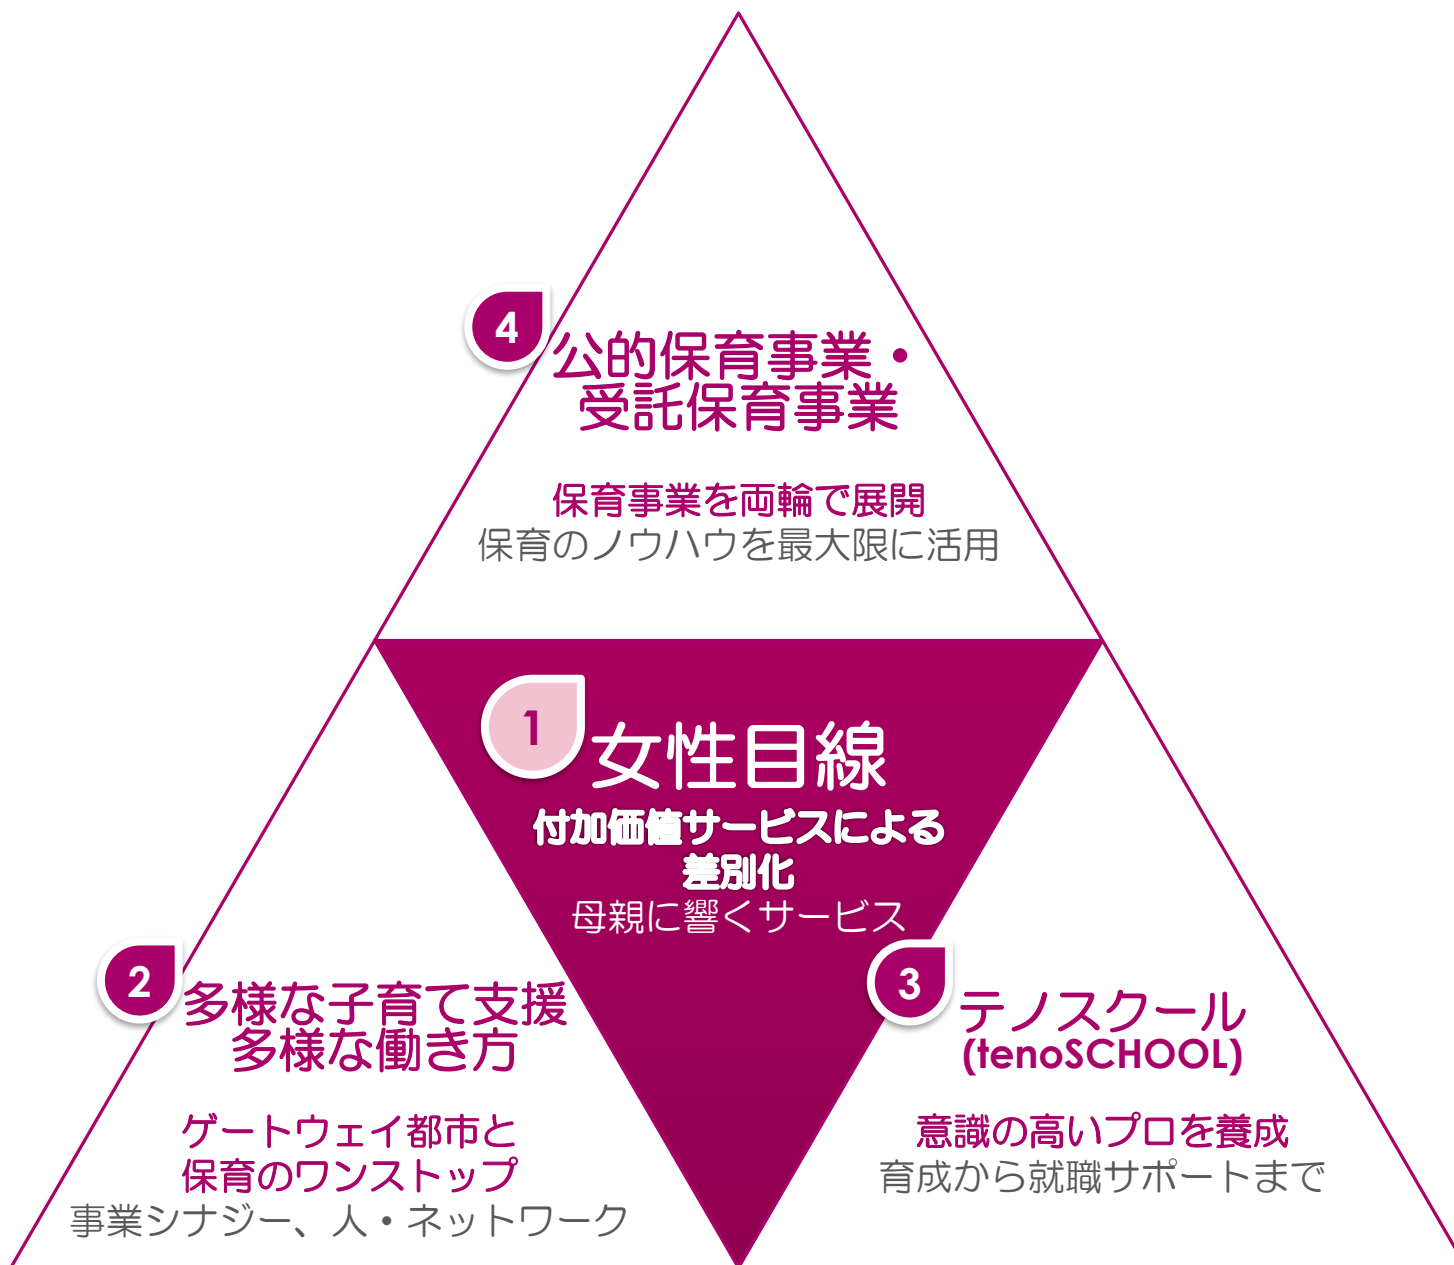 4
公的保育事業・
受託保育事業
保育事業を両輪で展開
保育のノウハウを最大限に活用
1
女性目線
付加価値サービスによる
差別化
母親に響くサービス
2
多様な子育て支援
多様な働き方
ゲートウェイ都市と
保育のワンストップ
事業シナジー、人・ネットワーク
3
テノスクール
(tenoSCHOOL)
意識の高いプロを養成
育成から就職サポートまで